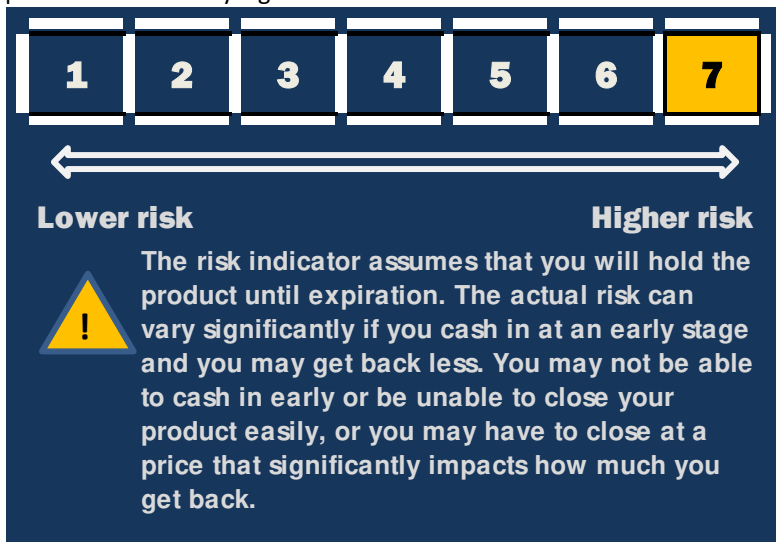 1 2 3 4 5 6 7
Lower risk Higher risk
The risk indicator assumes that you will hold the
product until expiration. The actual risk can
! vary significantly if you cash in at an early stage
and you may get back less. You may not be able
to cash in early or be unable to close your
product easily, or you may have to close at a
price that significantly impacts how much you
get back.